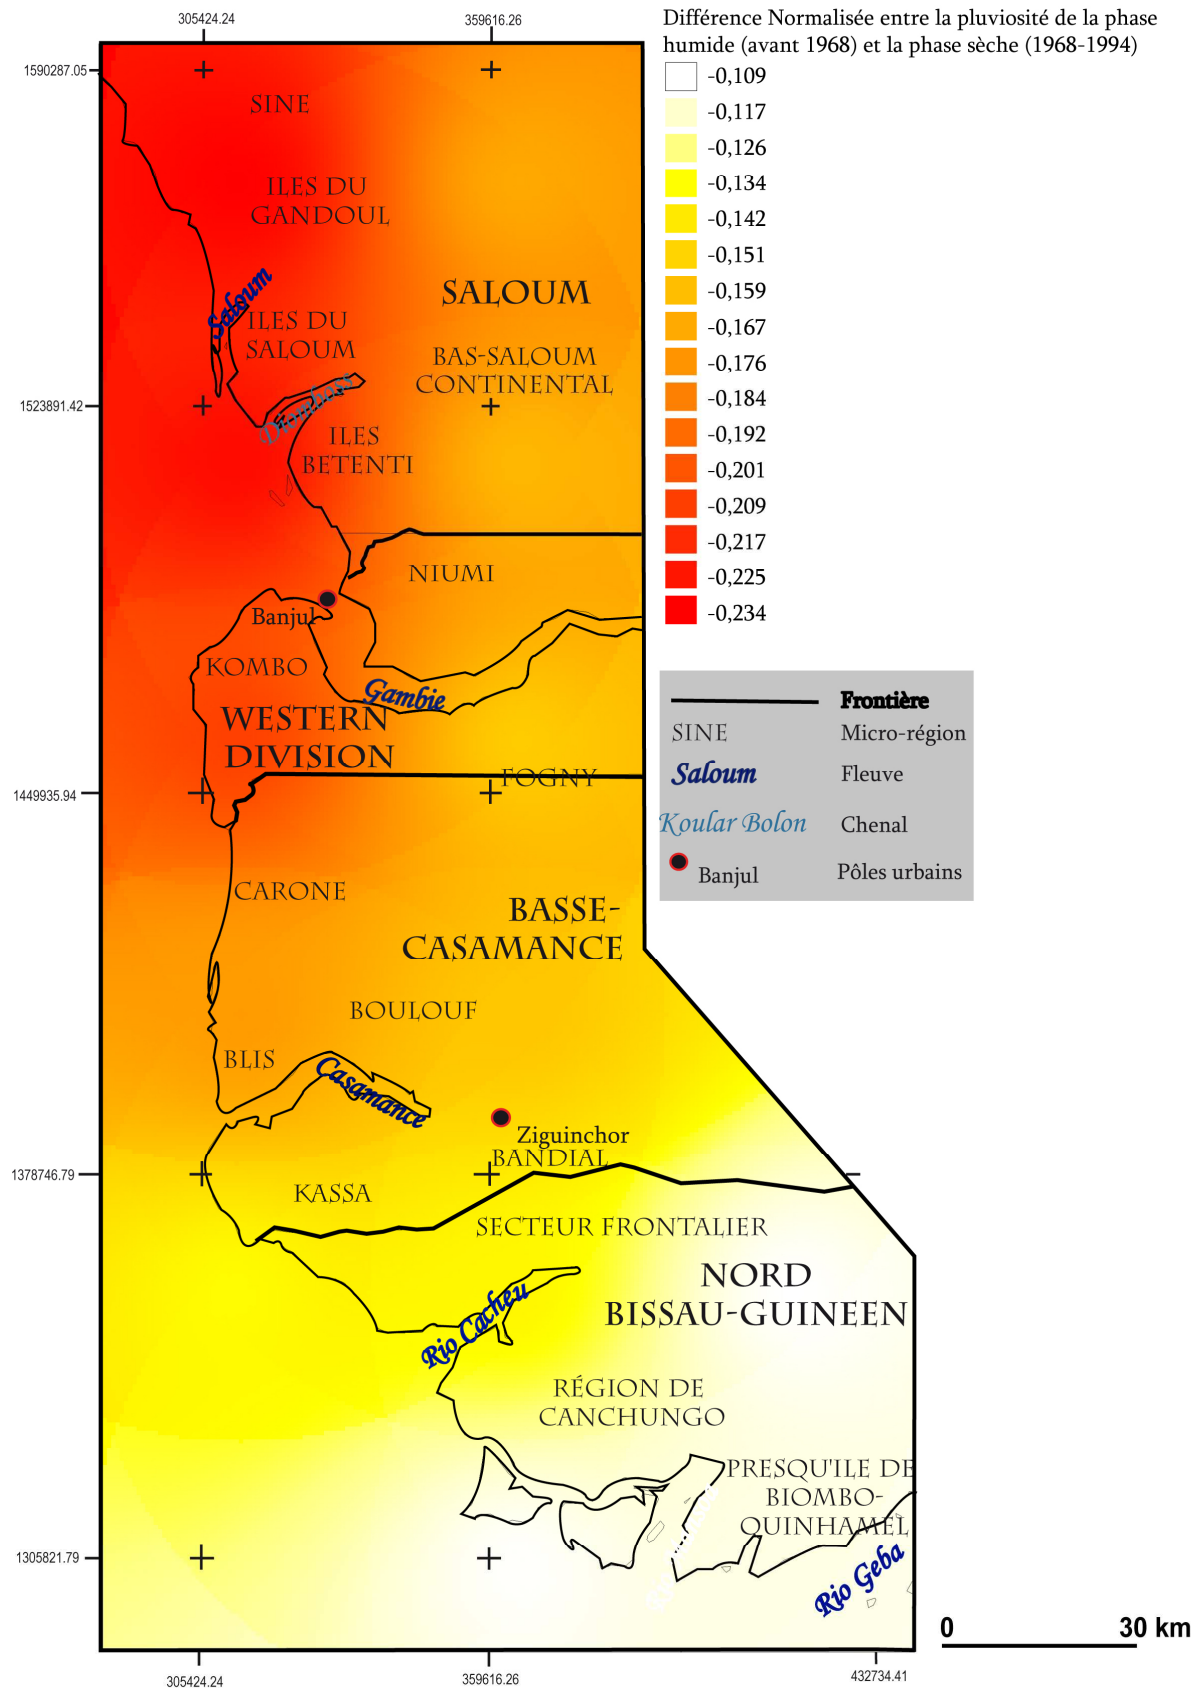 305424.24
359616.26
Différence Normalisée entre la pluviosité de la phase
humide (avant 1968) et la phase sèche (1968-1994)
-0,109
-0,117
-0,126
-0,134
-0,142
-0,151
-0,159
-0,167
-0,176
-0,184
-0,192
-0,201
-0,209
-0,217
-0,225
-0,234
Frontière
SINE
Micro-région
Saloum
Fleuve
Koular Bolon
Chenal
Banjul
Pôles urbains
1590287.05
SINE
ILES DU
GANDOUL
Saloum
SALOUM
ILES DU
SALOUM
BAS-SALOUM
CONTINENTAL
Diombass
1523891.42
ILES
BETENTI
NIUMI
Banjul
KOMBO
Gambie
WESTERN
DIVISION
FOGNY
1449935.94
CARONE
BASSE-
CASAMANCE
BOULOUF
BLIS
Casamance
Ziguinchor
BANDIAL
1378746.79
KASSA
SECTEUR FRONTALIER
NORD
BISSAU-GUINEEN
Rio Cacheu
RÉGION DE
CANCHUNGO
PRESQU'ILE DE
BIOMBO-
QUINHAMEL
1305821.79
Rio Geba
0 30 km
305424.24
359616.26
432734.41